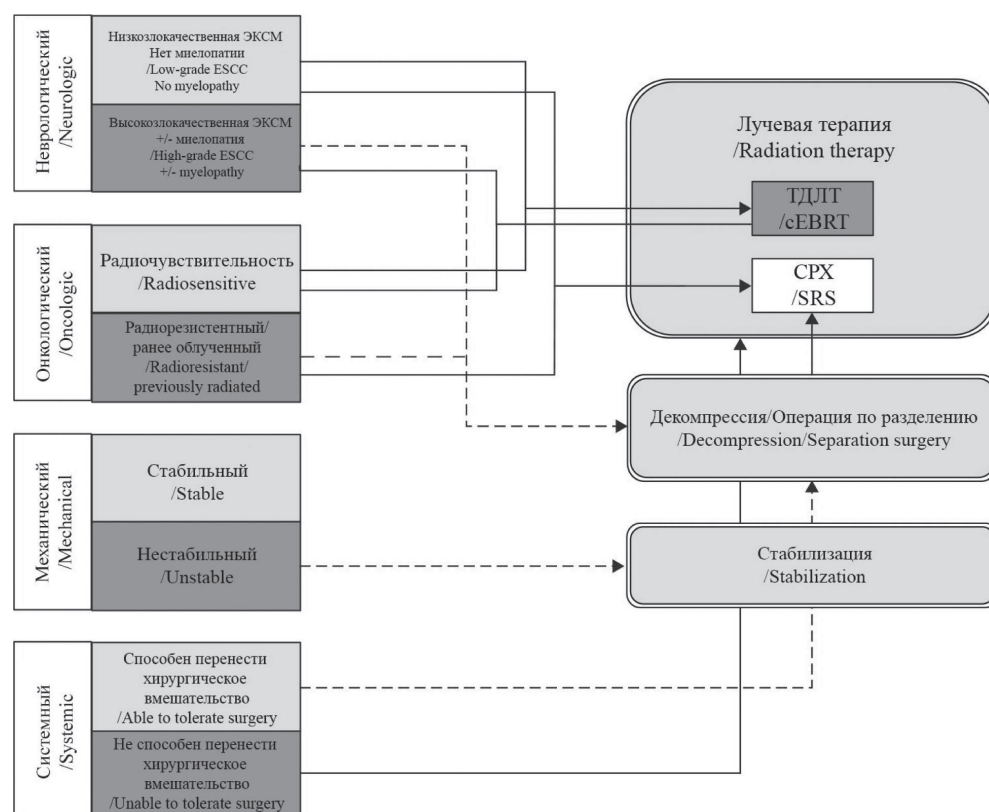 Неврологический
/Neurologic
Низкозлокачественная ЭКСМ
Нет миелопатии
/Low-grade ESCC
No myelopathy
Высокозлокачественная ЭКСМ
+/- миелопатия
/High-grade ESCC
+/- myelopathy
Онкологический
/Oncologic
Радиочувствительность
/Radiosensitive
Радиорезистентный/
ранее облученный
/Radioresistant/
previously radiated
Механический
/Mechanical
Стабильный
/Stable
Нестабильный
/Unstable
Системный
/Systemic
Способен перенести
хирургическое
вмешательство
/Able to tolerate surgery
Не способен перенести
хирургическое
вмешательство
/Unable to tolerate surgery
Лучевая терапия
/Radiation therapy
ТДЛТ
/cEBRT
СРХ
/SRS
Декомпрессия/Операция по разделению
/Decompression/Separation surgery
Стабилизация
/Stabilization